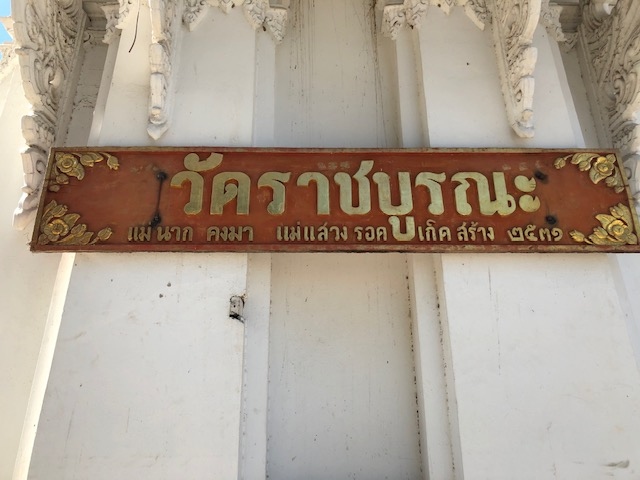 วัดราชบูรณะ
แม่นาก คงมา แม่แสวง รอดเกิด สร้าง ๒๕๓๑